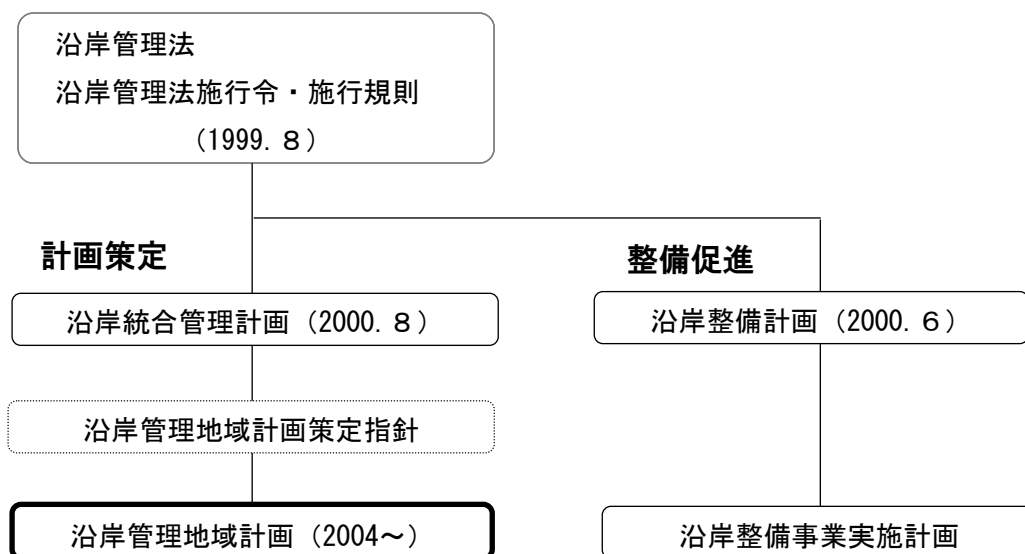 沿岸管理法
沿岸管理法施行令・施行規則
(1999.８)
計画策定
整備促進
沿岸統合管理計画（2000.８）
沿岸整備計画（2000.６）
沿岸管理地域計画策定指針
沿岸管理地域計画（2004～）
沿岸整備事業実施計画